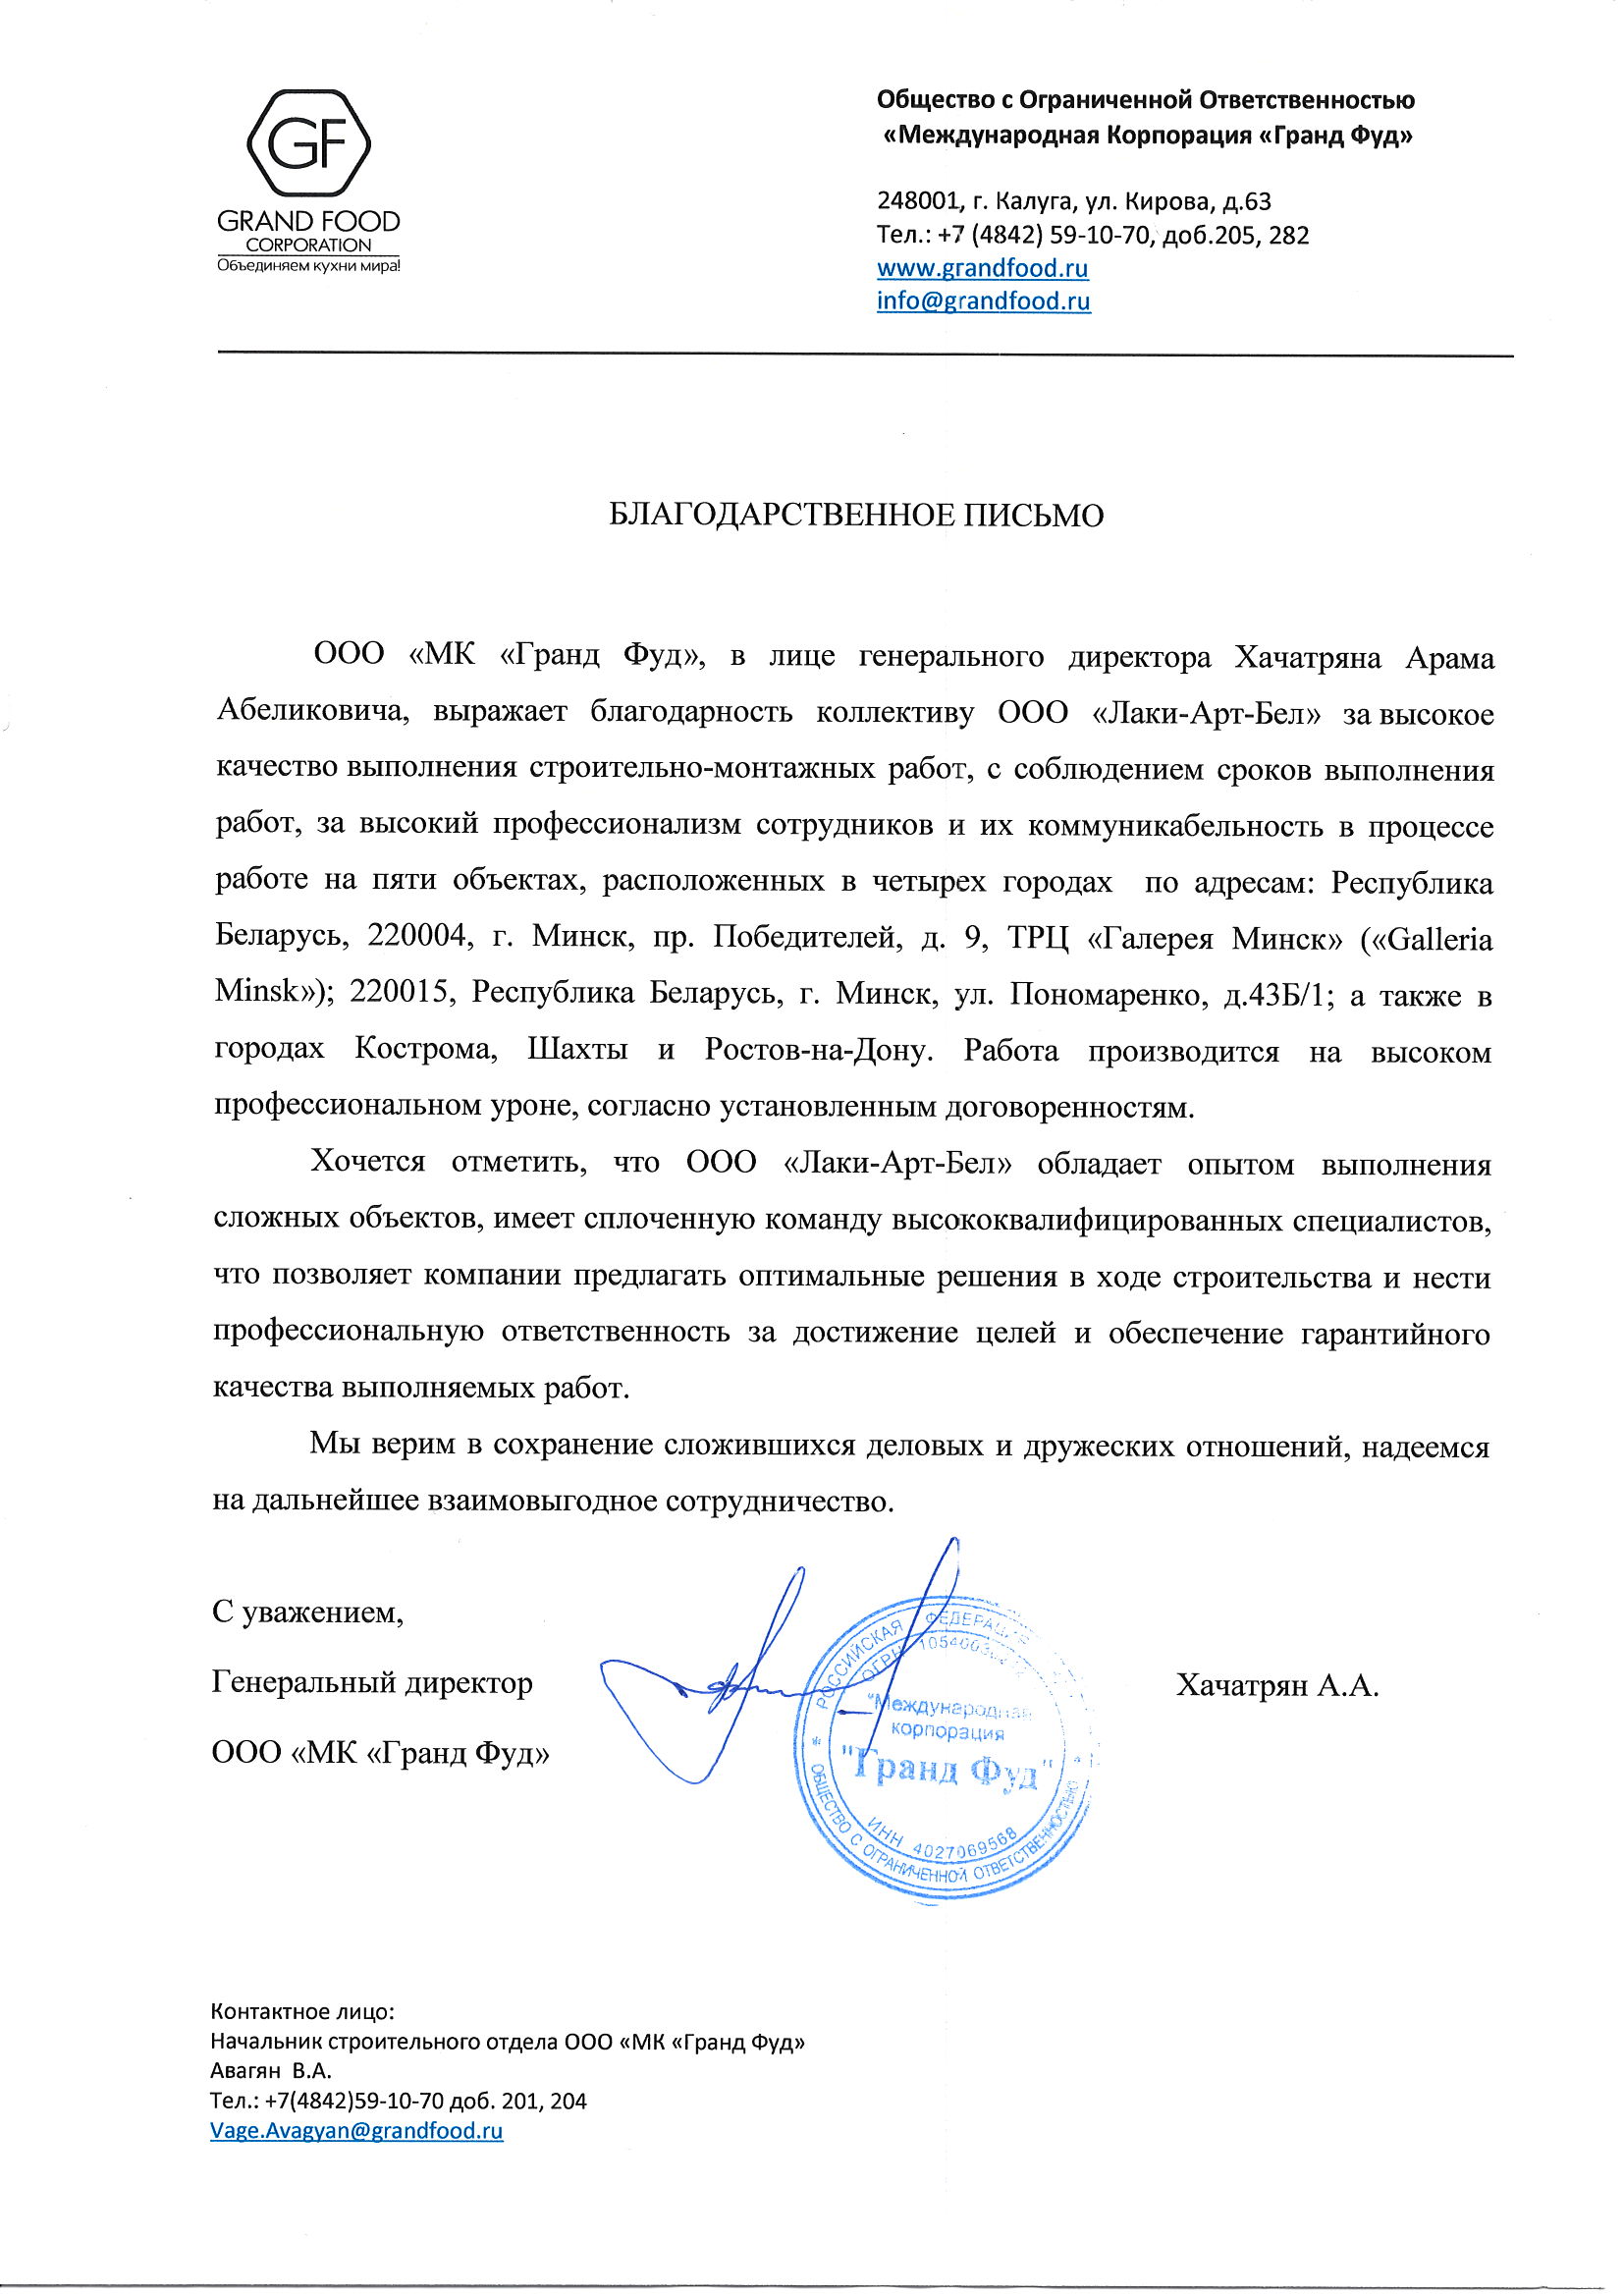 GF
GRAND FOOD
CORPORATION
Объединяем кухни мира!
Общество с Ограниченной Ответственностью
«Международная Корпорация «Гранд Фуд»
248001, г. Калуга, ул. Кирова, д.63
Тел.: +7 (4842) 59-10-70, доб.205, 282
www.grandfood.ru
info@grandfood.ru
БЛАГОДАРСТВЕННОЕ ПИСЬМО
ООО «МК «Гранд Фуд», в лице генерального директора Хачатряна Арама
Абеликовича, выражает благодарность коллективу ООО «Лаки-Арт-Бел» за высокое
качество выполнения строительно-монтажных работ, с соблюдением сроков выполнения
работ, за высокий профессионализм сотрудников и их коммуникабельность в процессе
работе на пяти объектах, расположенных в четырех городах по адресам: Республика
Беларусь, 220004, г. Минск, пр. Победителей, д. 9, ТРЦ «Галерея Минск» («Galleria
Minsk»); 220015, Республика Беларусь, г. Минск, ул. Пономаренко, д.43Б/1; а также в
городах Кострома, Шахты и Ростов-на-Дону. Работа производится на высоком
профессиональном уроне, согласно установленным договоренностям.
Хочется отметить, что ООО «Лаки-Арт-Бел» обладает опытом выполнения
сложных объектов, имеет сплоченную команду высококвалифицированных специалистов,
что позволяет компании предлагать оптимальные решения в ходе строительства и нести
профессиональную ответственность за достижение целей и обеспечение гарантийного
качества выполняемых работ.
Мы верим в сохранение сложившихся деловых и дружеских отношений, надеемся
на дальнейшее взаимовыгодное сотрудничество.
С уважением,
Генеральный директор
ООО «МК «Гранд Фуд»
Хачатрян А.А.
РОССИЙСКАЯ ФЕДЕРАЦИЯ
ОГРН
"Международная
корпорация
"Гранд Фуд"
ИНН 4027069568
ОБЩЕСТВО С ОГРАНИЧЕННОЙ ОТВЕТСТВЕННОСТЬЮ
Контактное лицо:
Начальник строительного отдела ООО «МК «Гранд Фуд»
Авагян В.А.
Тел.: +7(4842)59-10-70 доб. 201, 204
Vage.Avagyan@grandfood.ru